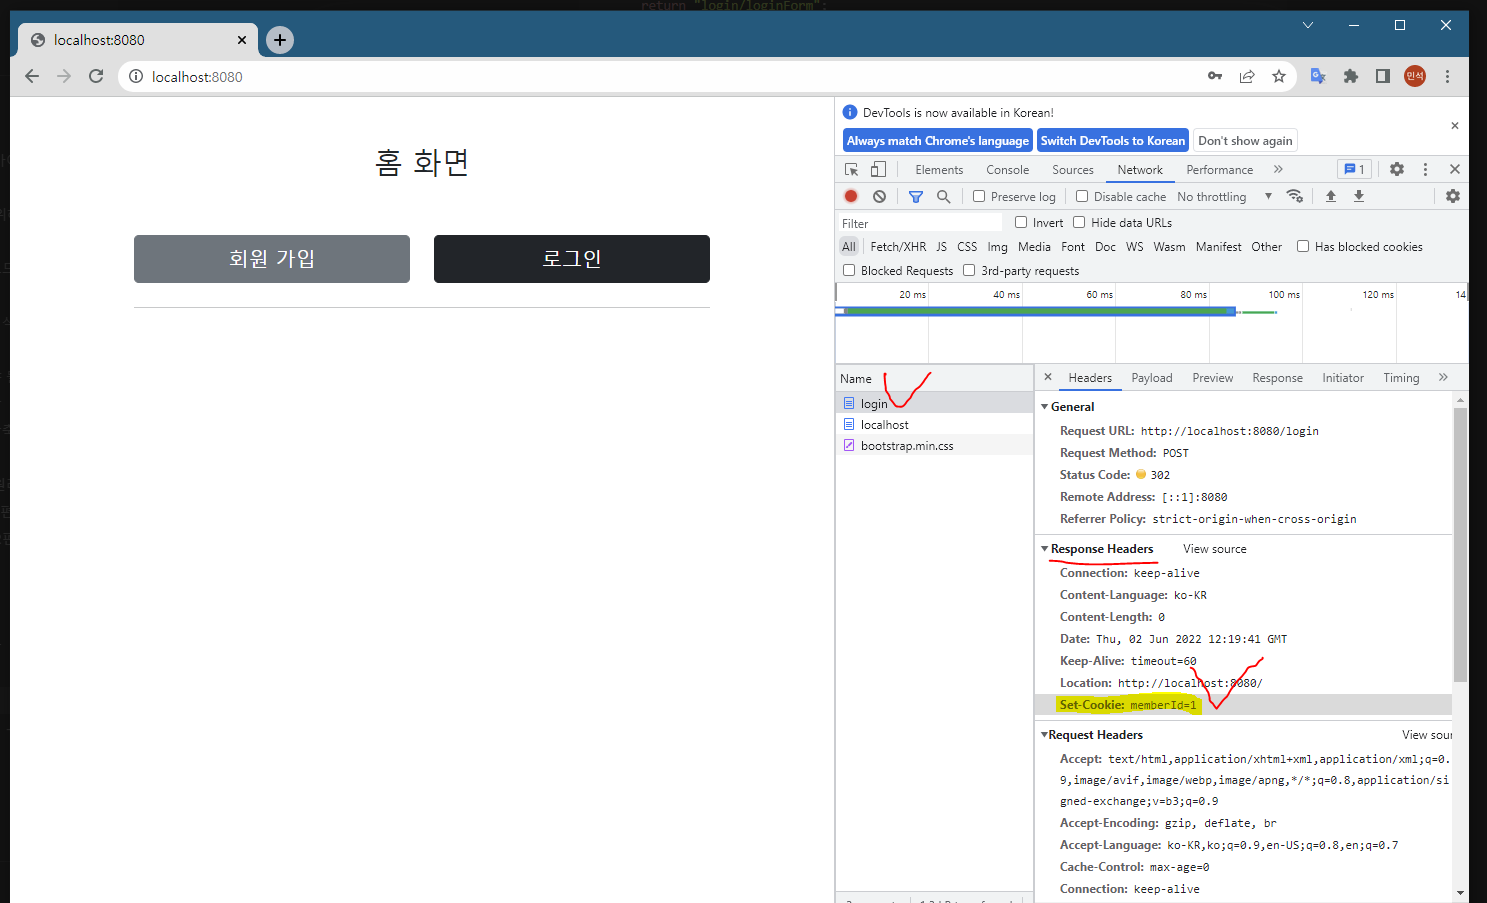 return "login/loginForm";
localhost:8080
localhost:8080
민석
홈 화면
회원 가입
로그인
DevTools is now available in Korean!
Always match Chrome's language
Switch DevTools to Korean
Don't show again
Elements Console Sources Network Performance » 1
Preserve log Disable cache No throttling
Filter Invert Hide data URLs
All Fetch/XHR JS CSS Img Media Font Doc WS Wasm Manifest Other Has blocked cookies
Blocked Requests 3rd-party requests
20 ms 40 ms 60 ms 80 ms 100 ms 120 ms 14
Name
login
localhost
bootstrap.min.css
Headers Payload Preview Response Initiator Timing »
General
Request URL: http://localhost:8080/login
Request Method: POST
Status Code: 302
Remote Address: [::1]:8080
Referrer Policy: strict-origin-when-cross-origin
Response Headers View source
Connection: keep-alive
Content-Language: ko-KR
Content-Length: 0
Date: Thu, 02 Jun 2022 12:19:41 GMT
Keep-Alive: timeout=60
Location: http://localhost:8080/
Set-Cookie: memberId=1
Request Headers View sour
Accept: text/html,application/xhtml+xml,application/xml;q=0.
9,image/avif,image/webp,image/apng,*/*;q=0.8,application/si
gned-exchange;v=b3;q=0.9
Accept-Encoding: gzip, deflate, br
Accept-Language: ko-KR,ko;q=0.9,en-US;q=0.8,en;q=0.7
Cache-Control: max-age=0
Connection: keep-alive